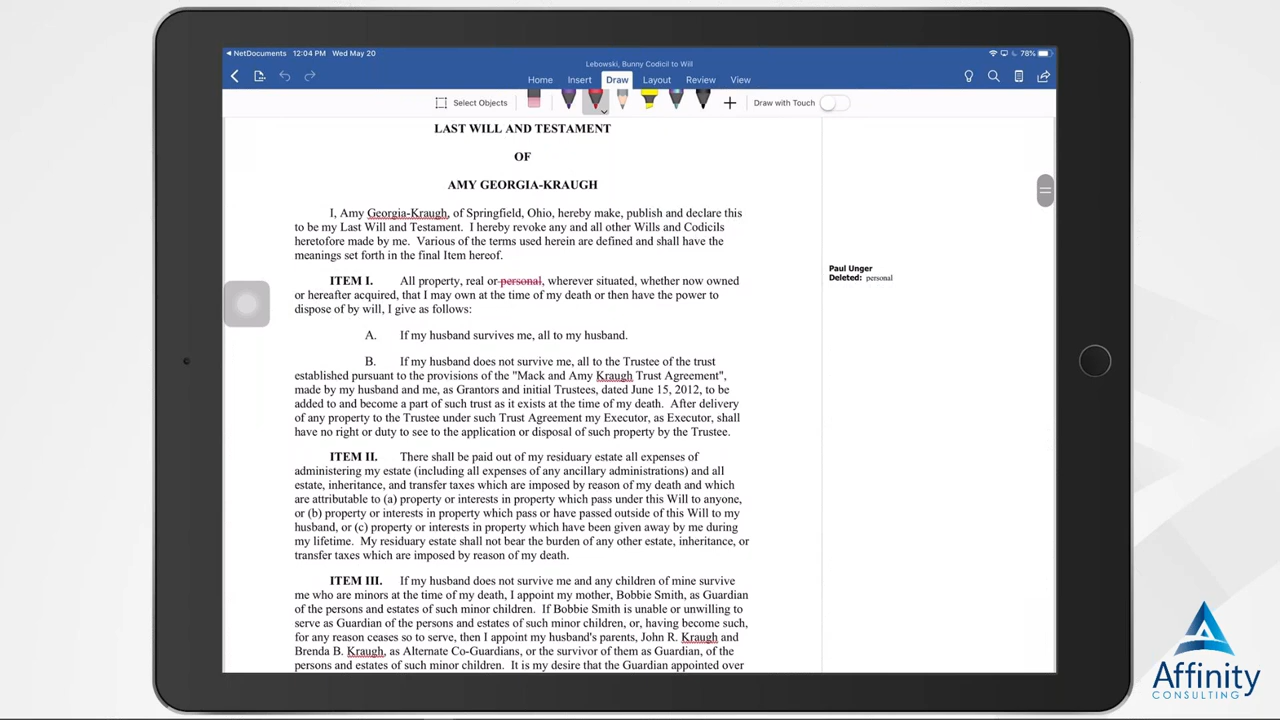 NetDocuments 12:04 PM Wed May 20 78%
Lebowski, Bunny Codicil to Will
Home Insert Draw Layout Review View
Select Objects Draw with Touch
LAST WILL AND TESTAMENT
OF
AMY GEORGIA-KRAUGH
I, Amy Georgia-Kraugh, of Springfield, Ohio, hereby make, publish and declare this
to be my Last Will and Testament. I hereby revoke any and all other Wills and Codicils
heretofore made by me. Various of the terms used herein are defined and shall have the
meanings set forth in the final Item hereof.
Paul Unger
Deleted: personal
ITEM I. All property, real or personal, wherever situated, whether now owned
or hereafter acquired, that I may own at the time of my death or then have the power to
dispose of by will, I give as follows:
A. If my husband survives me, all to my husband.
B. If my husband does not survive me, all to the Trustee of the trust
established pursuant to the provisions of the "Mack and Amy Kraugh Trust Agreement",
made by my husband and me, as Grantors and initial Trustees, dated June 15, 2012, to be
added to and become a part of such trust as it exists at the time of my death. After delivery
of any property to the Trustee under such Trust Agreement my Executor, as Executor, shall
have no right or duty to see to the application or disposal of such property by the Trustee.
ITEM II. There shall be paid out of my residuary estate all expenses of
administering my estate (including all expenses of any ancillary administrations) and all
estate, inheritance, and transfer taxes which are imposed by reason of my death and which
are attributable to (a) property or interests in property which pass under this Will to anyone,
or (b) property or interests in property which pass or have passed outside of this Will to my
husband, or (c) property or interests in property which have been given away by me during
my lifetime. My residuary estate shall not bear the burden of any other estate, inheritance, or
transfer taxes which are imposed by reason of my death.
ITEM III. If my husband does not survive me and any children of mine survive
me who are minors at the time of my death, I appoint my mother, Bobbie Smith, as Guardian
of the persons and estates of such minor children. If Bobbie Smith is unable or unwilling to
serve as Guardian of the persons and estates of such minor children, or, having become such,
for any reason ceases so to serve, then I appoint my husband's parents, John R. Kraugh and
Brenda B. Kraugh, as Alternate Co-Guardians, or the survivor of them as Guardian, of the
persons and estates of such minor children. It is my desire that the Guardian appointed over
Affinity
CONSULTING